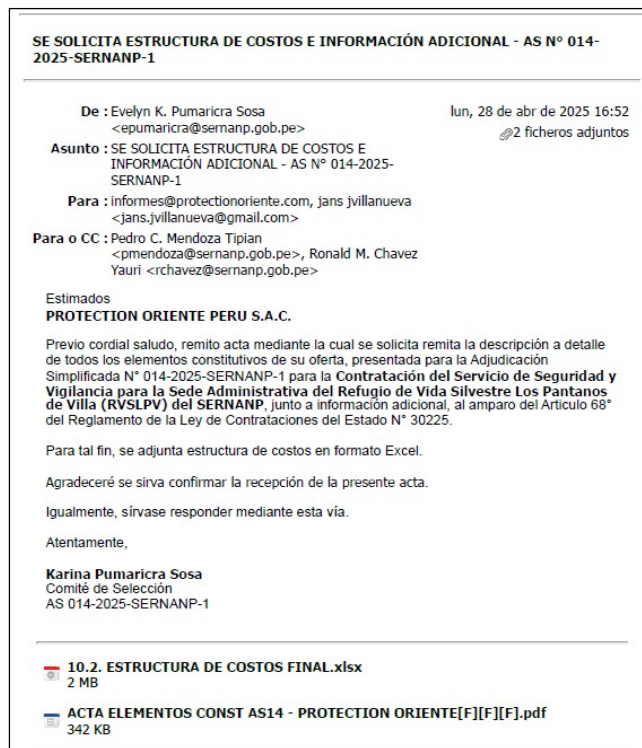 SE SOLICITA ESTRUCTURA DE COSTOS E INFORMACIÓN ADICIONAL - AS N° 014-
2025-SERNANP-1
De : Evelyn K. Pumaricra Sosa
<epumaricra@sernanp.gob.pe>
lun, 28 de abr de 2025 16:52
2 ficheros adjuntos
Asunto : SE SOLICITA ESTRUCTURA DE COSTOS E
INFORMACIÓN ADICIONAL - AS N° 014-2025-
SERNANP-1
Para : informes@protectionoriente.com, jans jvillanueva
<jans.jvillanueva@gmail.com>
Para o CC : Pedro C. Mendoza Tipian
<pmendoza@sernanp.gob.pe>, Ronald M. Chavez
Yauri <rchavez@sernanp.gob.pe>
Estimados
PROTECTION ORIENTE PERU S.A.C.
Previo cordial saludo, remito acta mediante la cual se solicita remita la descripción a detalle
de todos los elementos constitutivos de su oferta, presentada para la Adjudicación
Simplificada N° 014-2025-SERNANP-1 para la Contratación del Servicio de Seguridad y
Vigilancia para la Sede Administrativa del Refugio de Vida Silvestre Los Pantanos
de Villa (RVSLPV) del SERNANP, junto a información adicional, al amparo del Articulo 68°
del Reglamento de la Ley de Contrataciones del Estado N° 30225.
Para tal fin, se adjunta estructura de costos en formato Excel.
Agradeceré se sirva confirmar la recepción de la presente acta.
Igualmente, sírvase responder mediante esta vía.
Atentamente,
Karina Pumaricra Sosa
Comité de Selección
AS 014-2025-SERNANP-1
10.2. ESTRUCTURA DE COSTOS FINAL.xlsx
2 MB
ACTA ELEMENTOS CONST AS14 - PROTECTION ORIENTE[F][F][F].pdf
342 KB